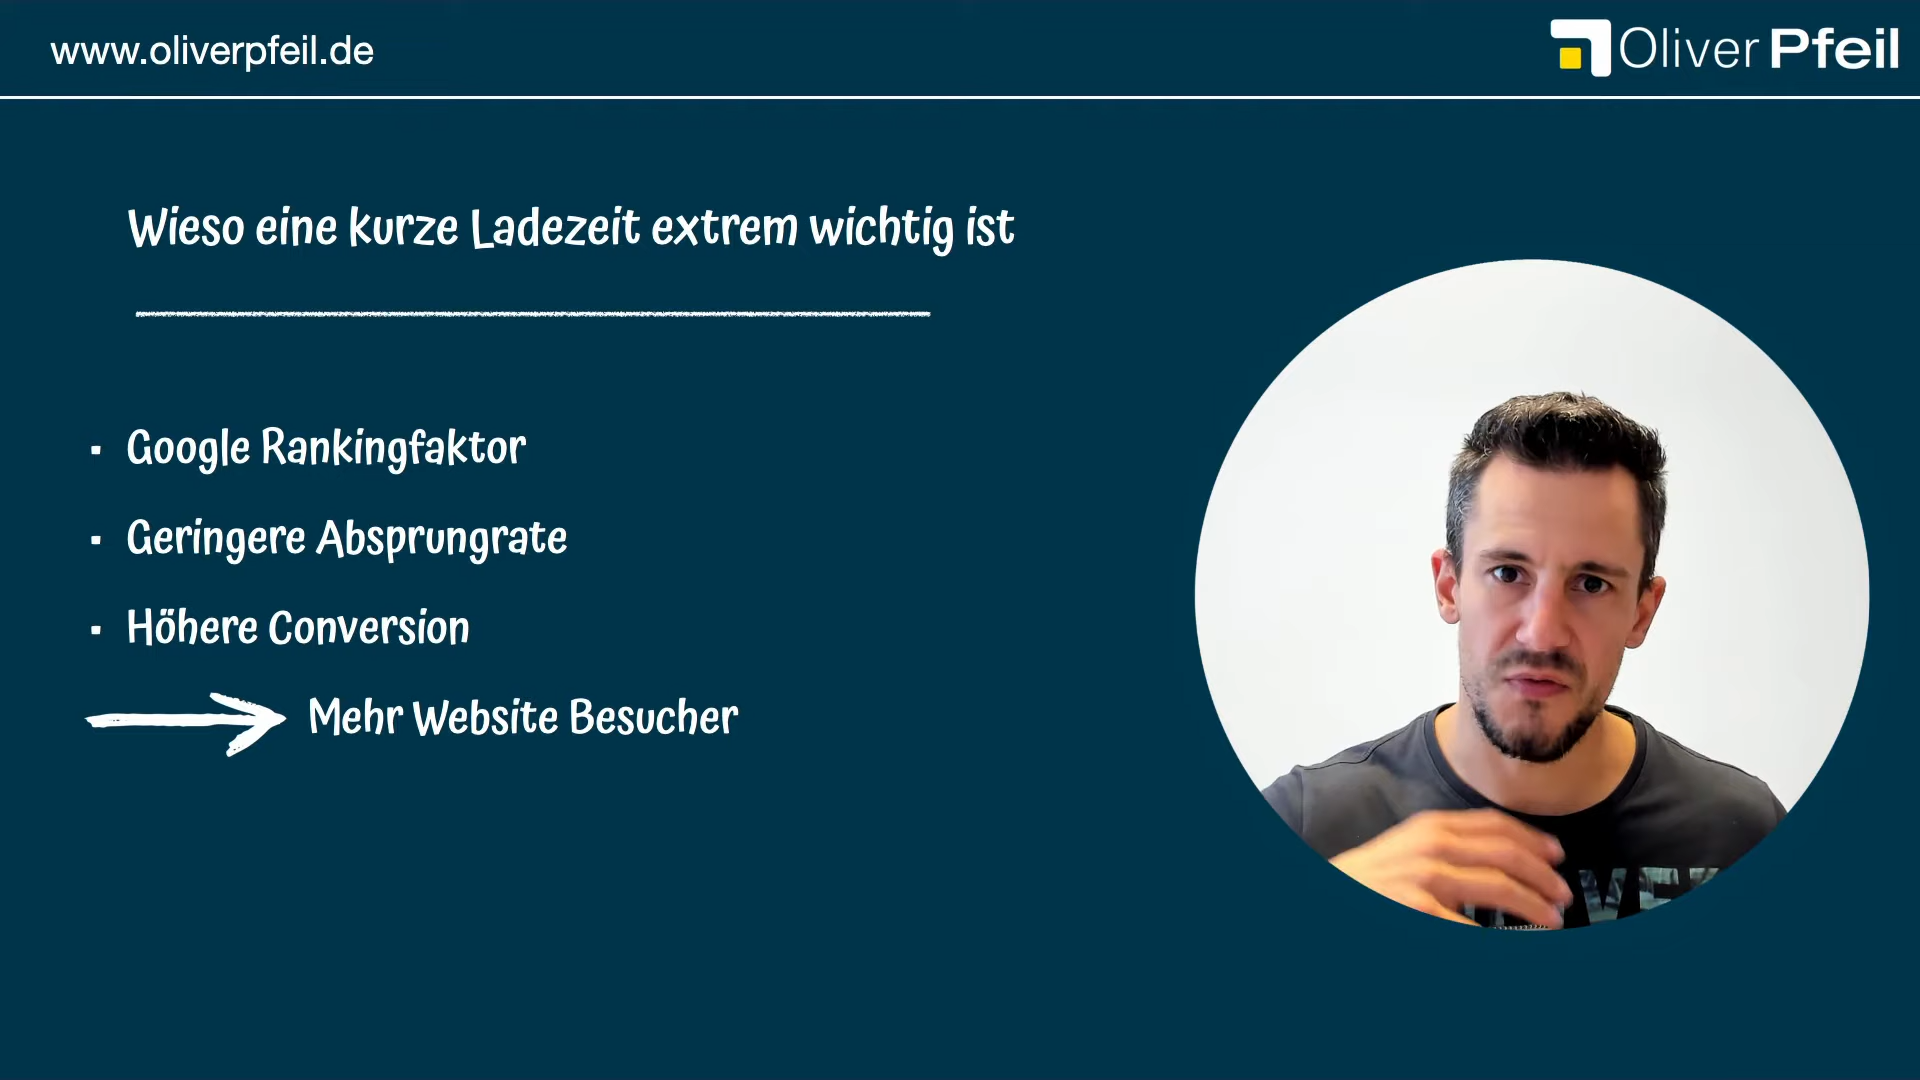 www.oliverpfeil.de
Oliver Pfeil
Wieso eine kurze Ladezeit extrem wichtig ist
▪ Google Rankingfaktor
▪ Geringere Absprungrate
▪ Höhere Conversion
Mehr Website Besucher